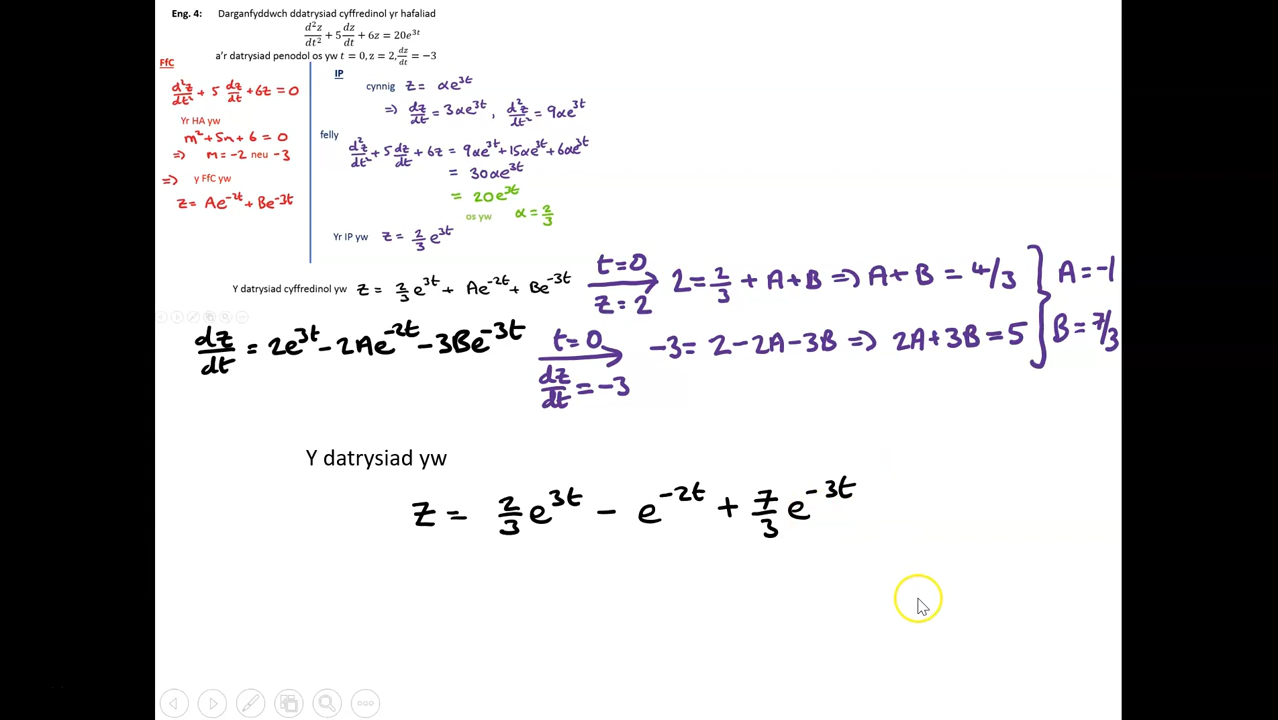 Eng. 4: Darganfyddwch ddatrysiad cyffredinol yr hafaliad
d²z/dt² + 5 dz/dt + 6z = 20e^{3t}
a'r datrysiad penodol os yw t = 0, z = 2, dz/dt = −3
FfC
d²z/dt² + 5 dz/dt + 6z = 0
Yr HA yw
m² + 5m + 6 = 0
⇒ m = −2 neu −3
⇒ y FfC yw
z = Ae^{−2t} + Be^{−3t}
IP
cynnig z = αe^{3t}
⇒ dz/dt = 3αe^{3t}, d²z/dt² = 9αe^{3t}
felly
d²z/dt² + 5 dz/dt + 6z = 9αe^{3t} + 15αe^{3t} + 6αe^{3t}
= 30αe^{3t}
= 20e^{3t}
os yw α = 2/3
Yr IP yw z = 2/3 e^{3t}
Y datrysiad cyffredinol yw z = 2/3 e^{3t} + Ae^{−2t} + Be^{−3t}
t=0
z=2
2 = 2/3 + A + B ⇒ A + B = 4/3
dz/dt = 2e^{3t} − 2Ae^{−2t} − 3Be^{−3t}
t=0
dz/dt = −3
−3 = 2 − 2A − 3B ⇒ 2A + 3B = 5
A = −1
B = 7/3
Y datrysiad yw
z = 2/3 e^{3t} − e^{−2t} + 7/3 e^{−3t}